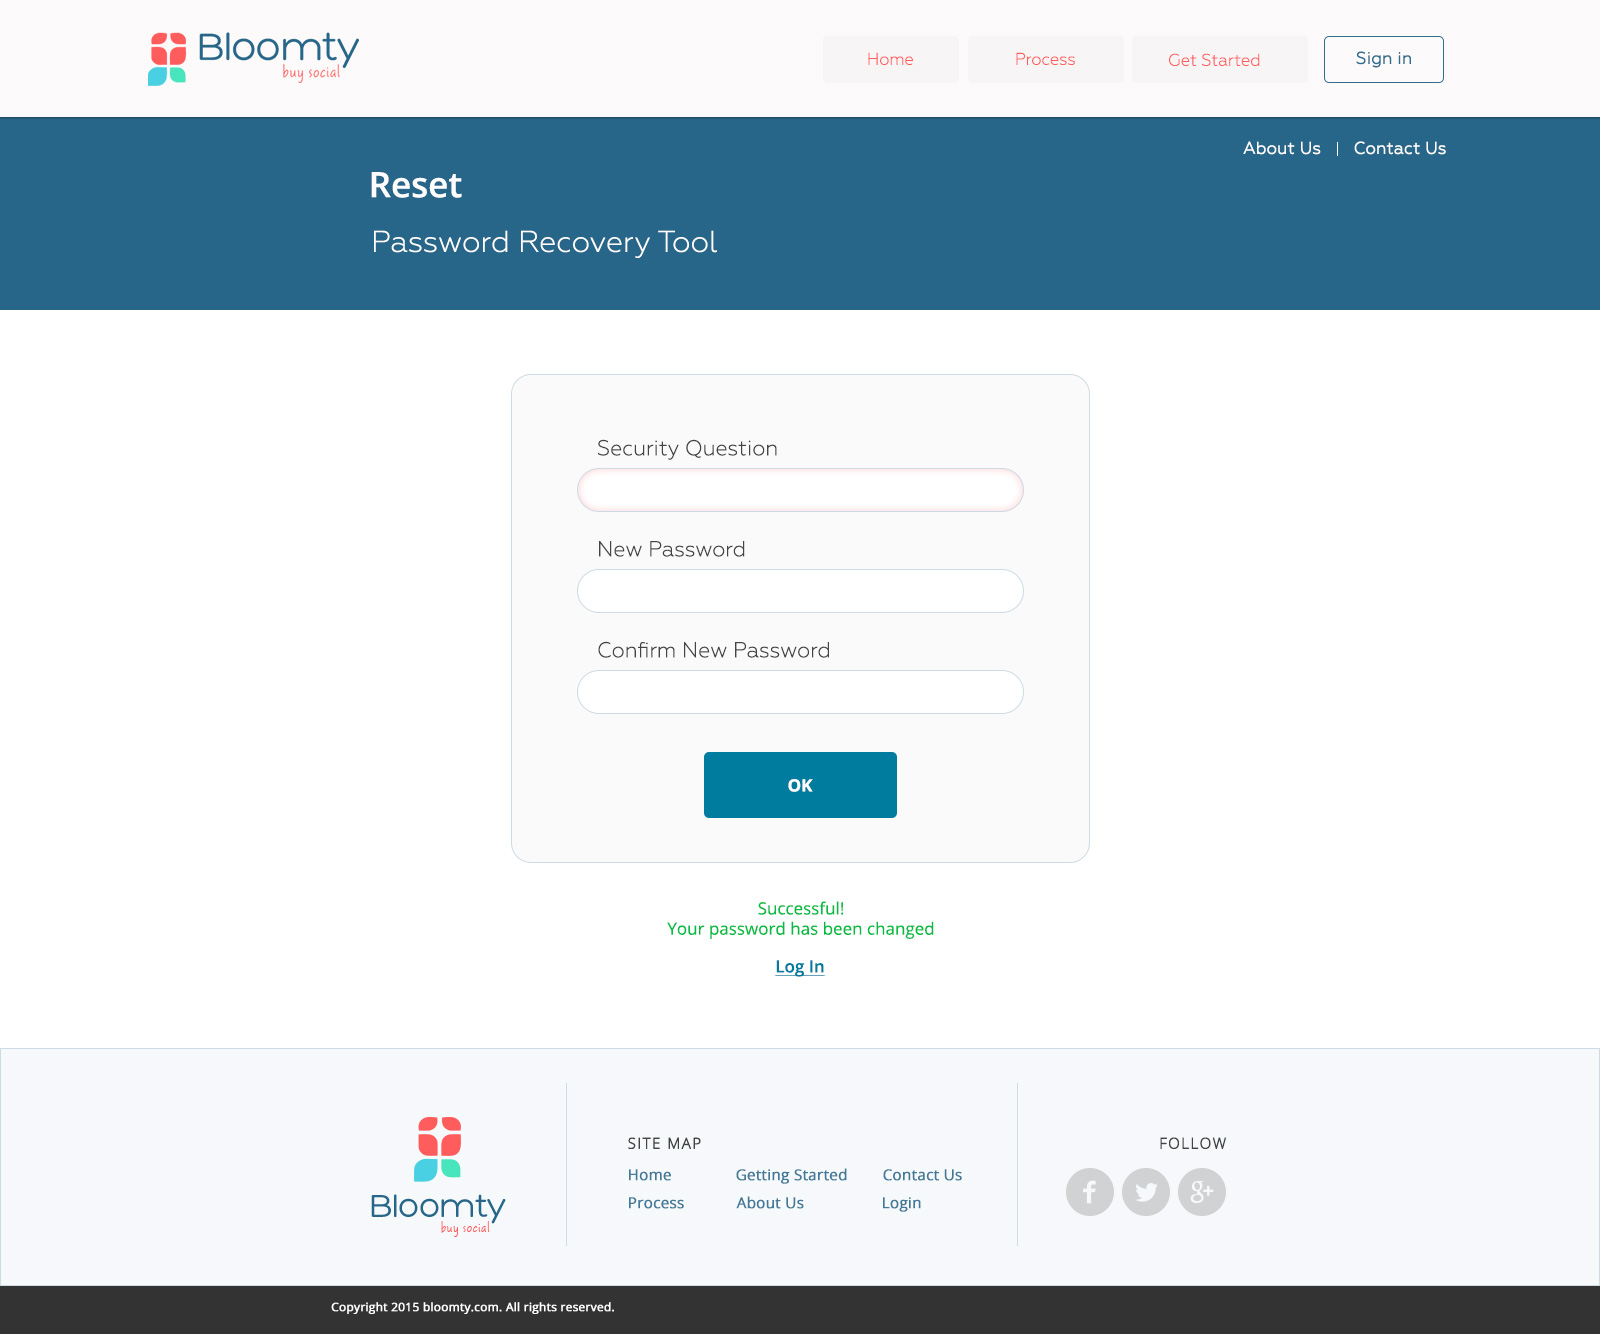 Bloomty
buy social
Home
Process
Get Started
Sign in
About Us | Contact Us
Reset
Password Recovery Tool
Security Question
New Password
Confirm New Password
OK
Successful!
Your password has been changed
Log In
Bloomty
buy social
SITE MAP
Home Getting Started Contact Us
Process About Us Login
FOLLOW
Copyright 2015 bloomty.com. All rights reserved.